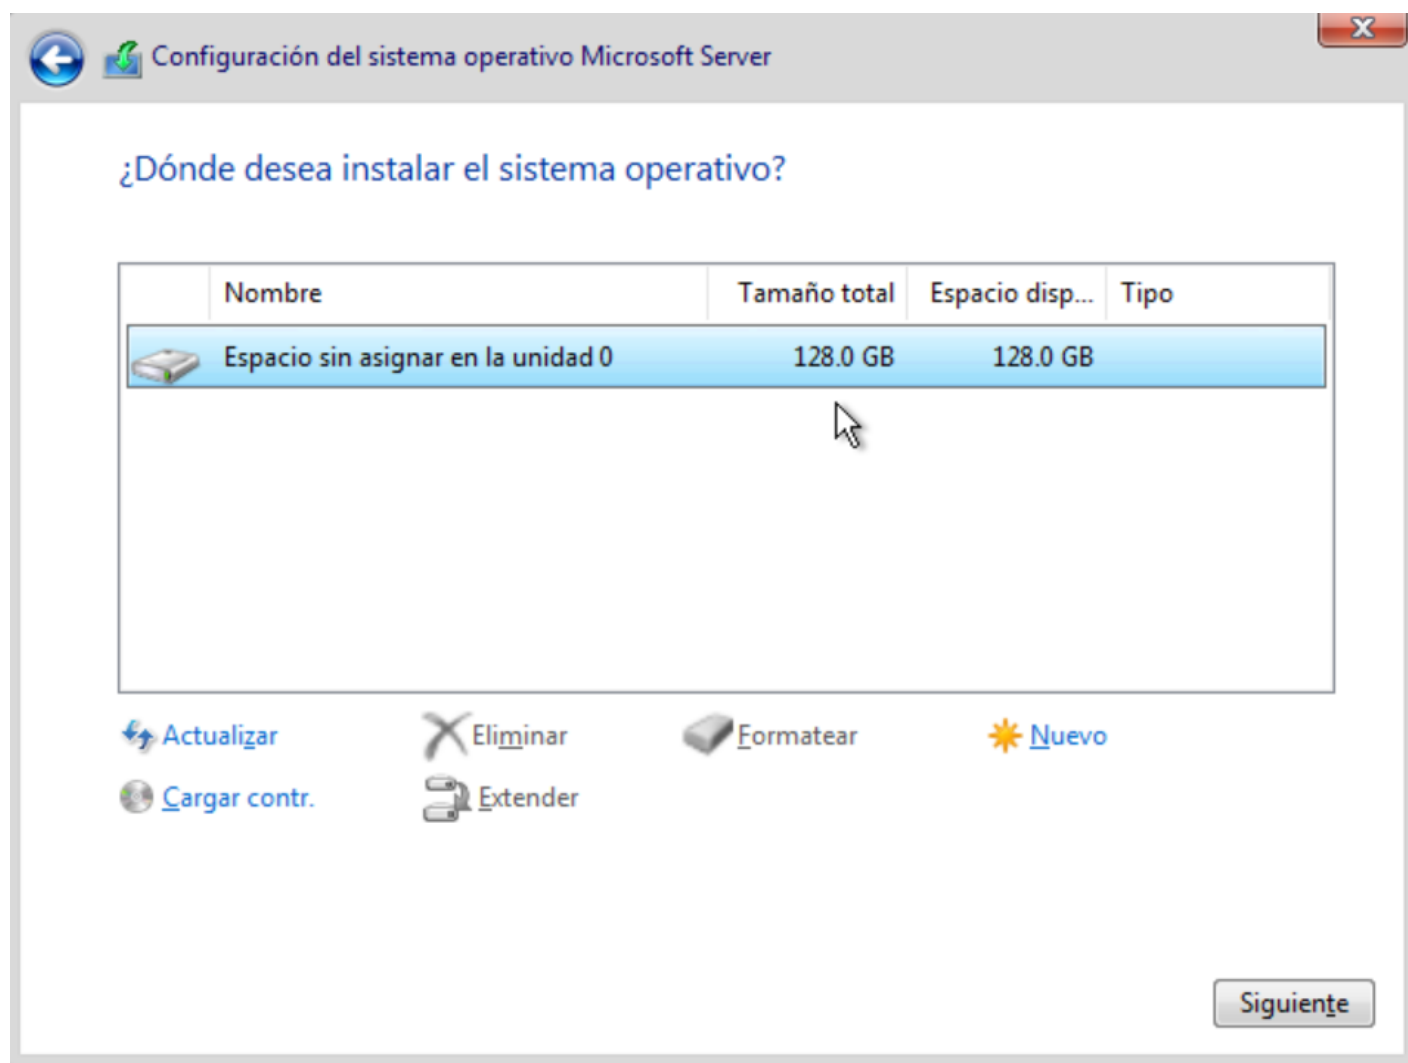 Configuración del sistema operativo Microsoft Server
¿Dónde desea instalar el sistema operativo?
Nombre Tamaño total Espacio disp... Tipo
Espacio sin asignar en la unidad 0 128.0 GB 128.0 GB
Actualizar Eliminar Formatear Nuevo
Cargar contr. Extender
Siguiente